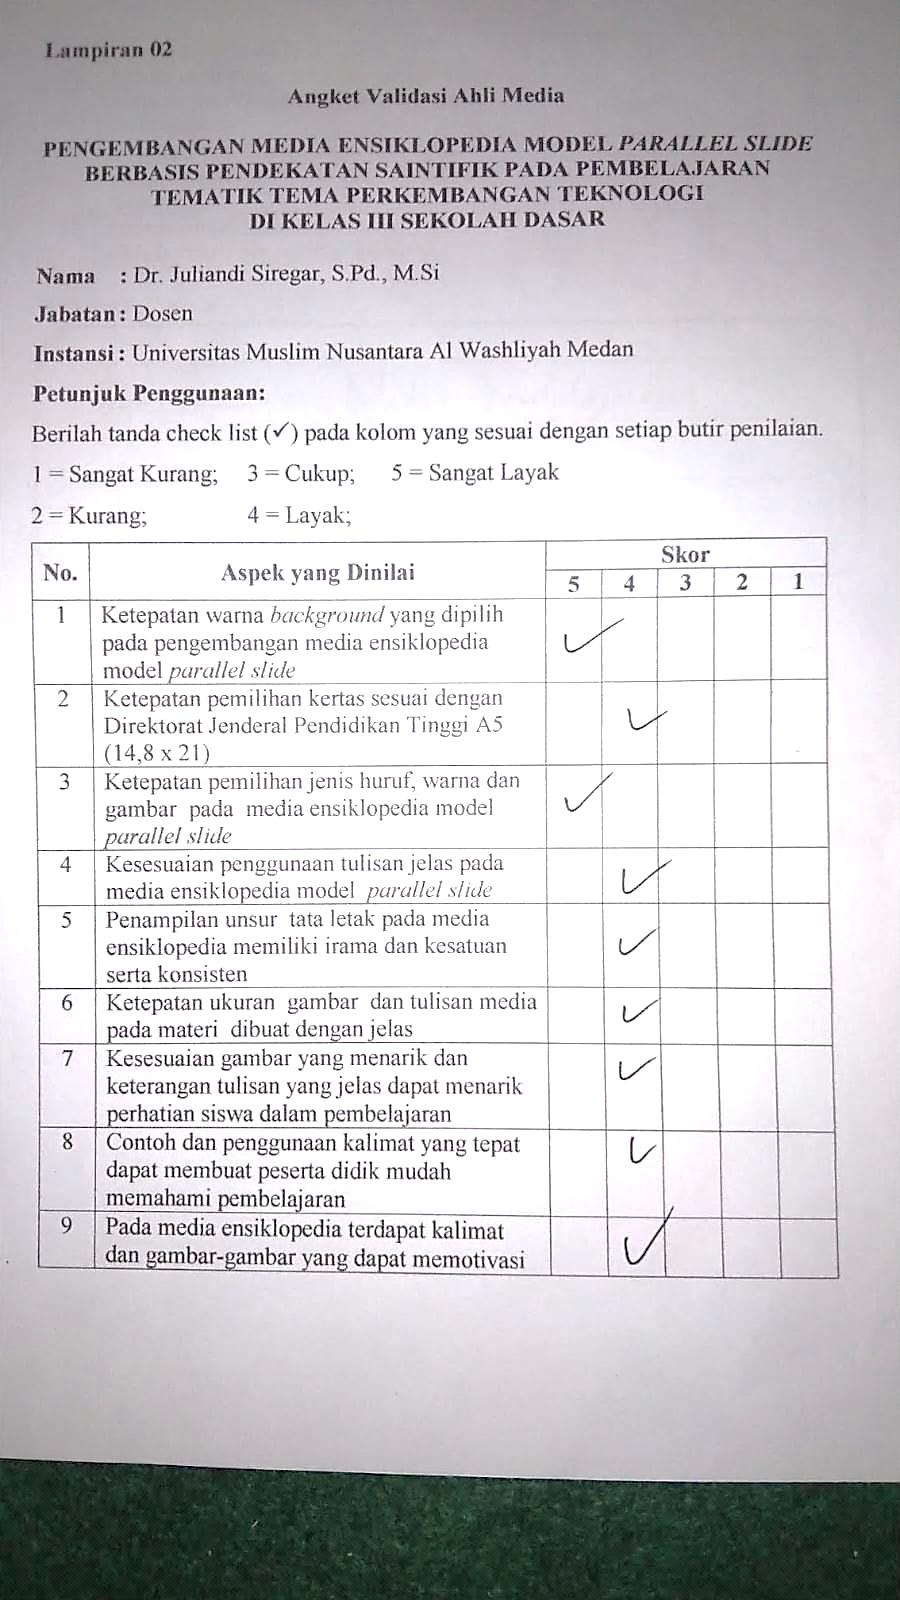 Lampiran 02
Angket Validasi Ahli Media
PENGEMBANGAN MEDIA ENSIKLOPEDIA MODEL PARALLEL SLIDE
BERBASIS PENDEKATAN SAINTIFIK PADA PEMBELAJARAN
TEMATIK TEMA PERKEMBANGAN TEKNOLOGI
DI KELAS III SEKOLAH DASAR
Nama : Dr. Juliandi Siregar, S.Pd., M.Si
Jabatan : Dosen
Instansi : Universitas Muslim Nusantara Al Washliyah Medan
Petunjuk Penggunaan:
Berilah tanda check list (✓) pada kolom yang sesuai dengan setiap butir penilaian.
1 = Sangat Kurang; 3 = Cukup; 5 = Sangat Layak
2 = Kurang; 4 = Layak;
No. Aspek yang Dinilai Skor
5 4 3 2 1
1 Ketepatan warna background yang dipilih
pada pengembangan media ensiklopedia ✓
model parallel slide
2 Ketepatan pemilihan kertas sesuai dengan
Direktorat Jenderal Pendidikan Tinggi A5 ✓
(14,8 x 21)
3 Ketepatan pemilihan jenis huruf, warna dan
gambar pada media ensiklopedia model ✓
parallel slide
4 Kesesuaian penggunaan tulisan jelas pada
media ensiklopedia model parallel slide ✓
5 Penampilan unsur tata letak pada media
ensiklopedia memiliki irama dan kesatuan ✓
serta konsisten
6 Ketepatan ukuran gambar dan tulisan media ✓
pada materi dibuat dengan jelas
7 Kesesuaian gambar yang menarik dan ✓
keterangan tulisan yang jelas dapat menarik
perhatian siswa dalam pembelajaran
8 Contoh dan penggunaan kalimat yang tepat ✓
dapat membuat peserta didik mudah
memahami pembelajaran
9 Pada media ensiklopedia terdapat kalimat ✓
dan gambar-gambar yang dapat memotivasi